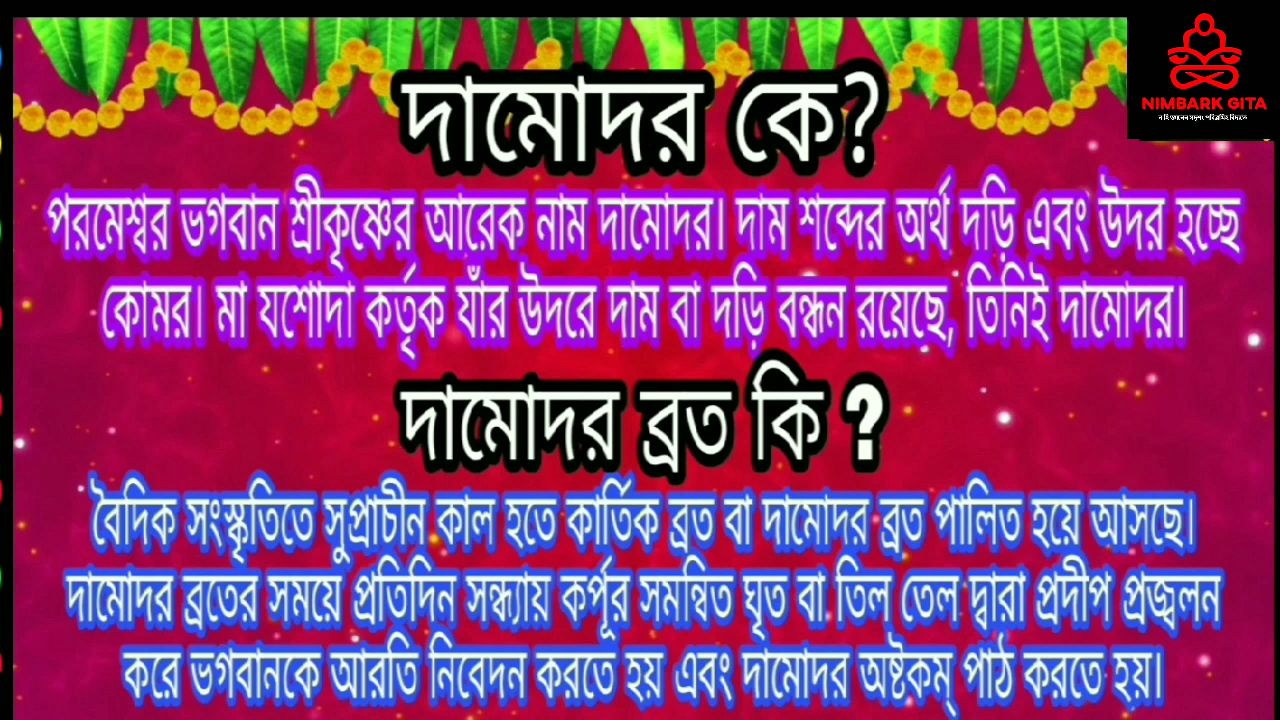 NIMBARK GITA
দামোদর কে?
পরমেশ্বর ভগবান শ্রীকৃষ্ণের আরেক নাম দামোদর। দাম শব্দের অর্থ দড়ি এবং উদর হচ্ছে
কোমর। মা যশোদা কর্তৃক যাঁর উদরে দাম বা দড়ি বন্ধন রয়েছে, তিনিই দামোদর।
দামোদর ব্রত কি ?
বৈদিক সংস্কৃতিতে সুপ্রাচীন কাল হতে কার্তিক ব্রত বা দামোদর ব্রত পালিত হয়ে আসছে।
দামোদর ব্রতের সময়ে প্রতিদিন সন্ধ্যায় কর্পূর সমন্বিত ঘৃত বা তিল তেল দ্বারা প্রদীপ প্রজ্বলন
করে ভগবানকে আরতি নিবেদন করতে হয় এবং দামোদর অষ্টকম্ পাঠ করতে হয়।